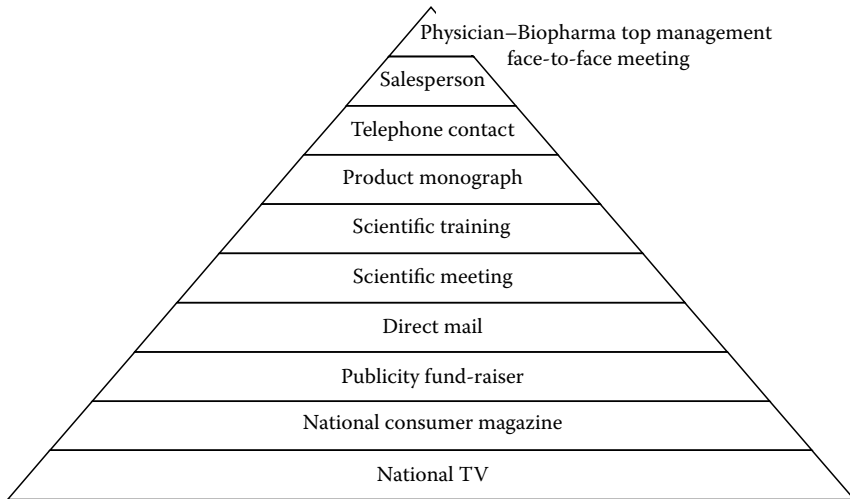 Physician–Biopharma top management
face-to-face meeting
Salesperson
Telephone contact
Product monograph
Scientific training
Scientific meeting
Direct mail
Publicity fund-raiser
National consumer magazine
National TV